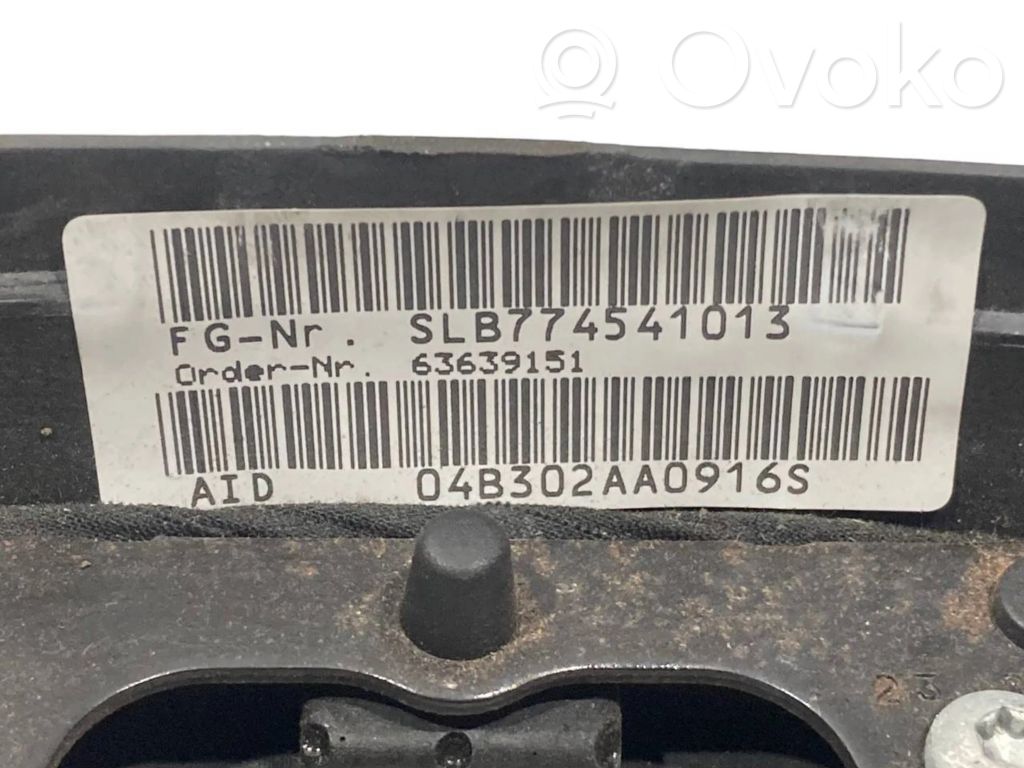 Ovoko
FG-Nr. SLB774541013
Order-Nr. 63639151
AID 04B302AA0916S
23